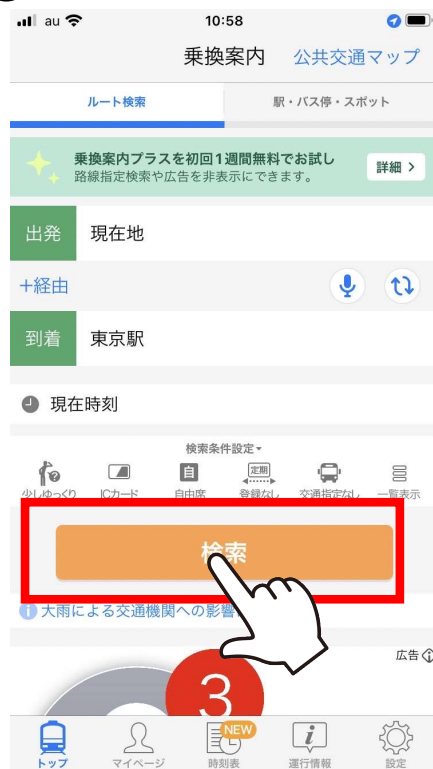 au 10:58
乗換案内 公共交通マップ
ルート検索 駅・バス停・スポット
乗換案内プラスを初回1週間無料でお試し
路線指定検索や広告を非表示にできます。
詳細 >
出発 現在地
+経由
到着 東京駅
現在時刻
検索条件設定▾
自 定期
少しゆっくり ICカード 自由席 登録なし 交通指定なし 一覧表示
検索
大雨による交通機関への影響
広告
3
NEW
トップ マイページ 時刻表 運行情報 設定